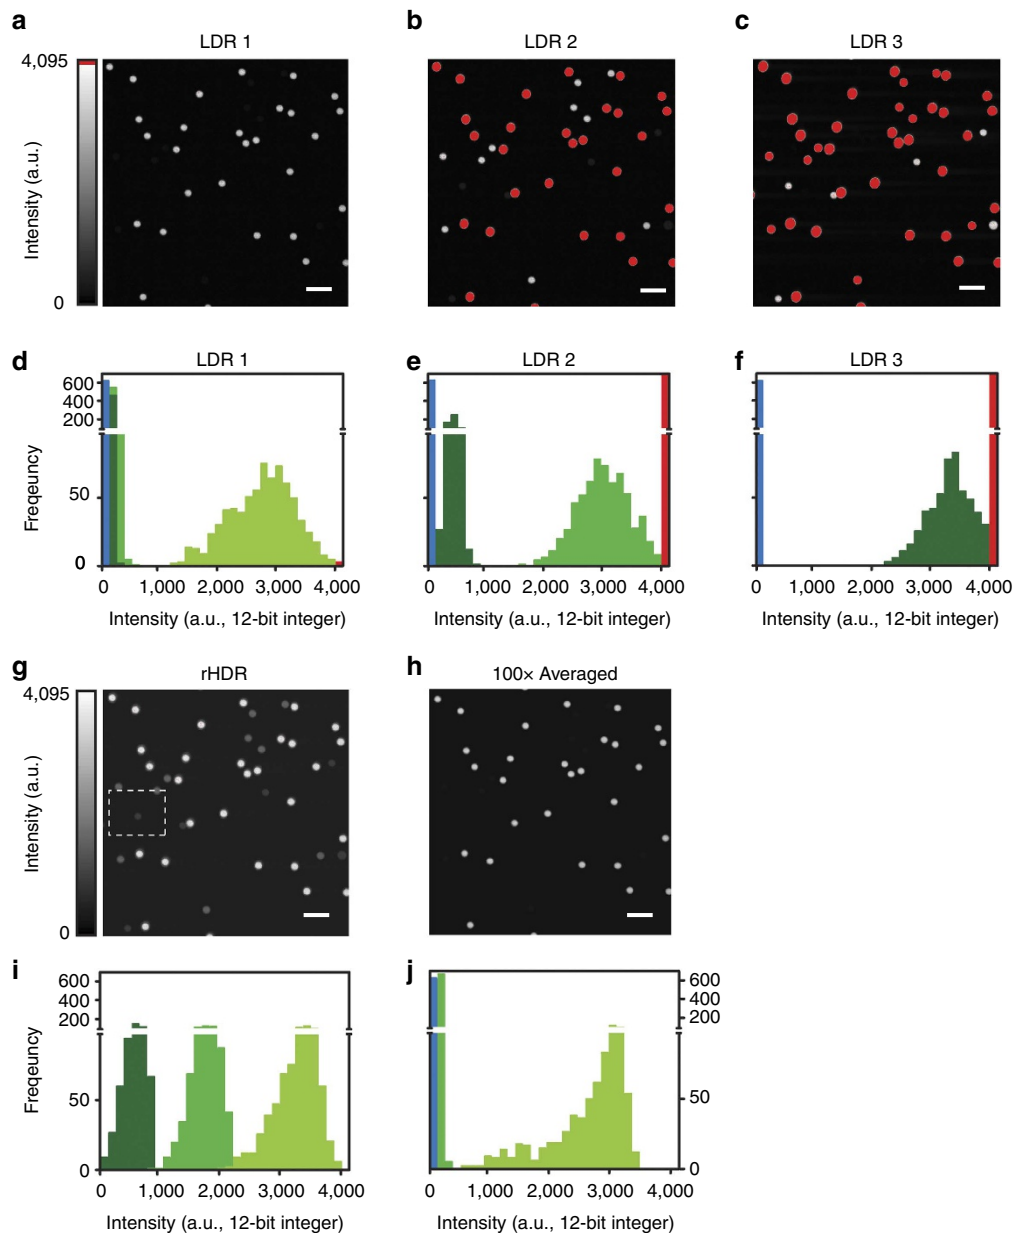 a
LDR 1
b
LDR 2
c
LDR 3
4,095
Intensity (a.u.)
0
d
LDR 1
e
LDR 2
f
LDR 3
600
400
200
50
0
Freqeuncy
0 1,000 2,000 3,000 4,000
Intensity (a.u., 12-bit integer)
0 1,000 2,000 3,000 4,000
Intensity (a.u., 12-bit integer)
0 1,000 2,000 3,000 4,000
Intensity (a.u., 12-bit integer)
g
rHDR
h
100× Averaged
4,095
Intensity (a.u.)
0
i
600
400
200
50
0
Freqeuncy
0 1,000 2,000 3,000 4,000
Intensity (a.u., 12-bit integer)
j
600
400
200
50
0
0 1,000 2,000 3,000 4,000
Intensity (a.u., 12-bit integer)